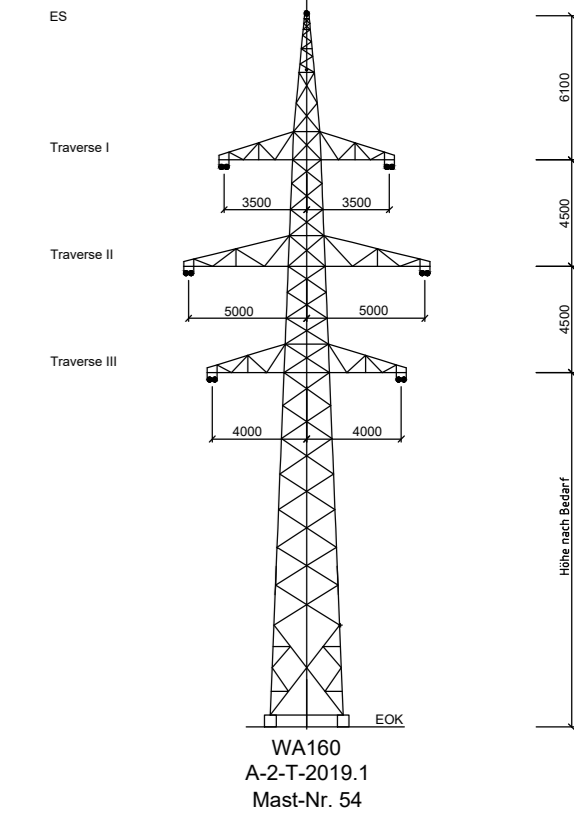 ES
6100
Traverse I
3500 3500
4500
Traverse II
5000 5000
4500
Traverse III
4000 4000
Höhe nach Bedarf
EOK
WA160
A-2-T-2019.1
Mast-Nr. 54